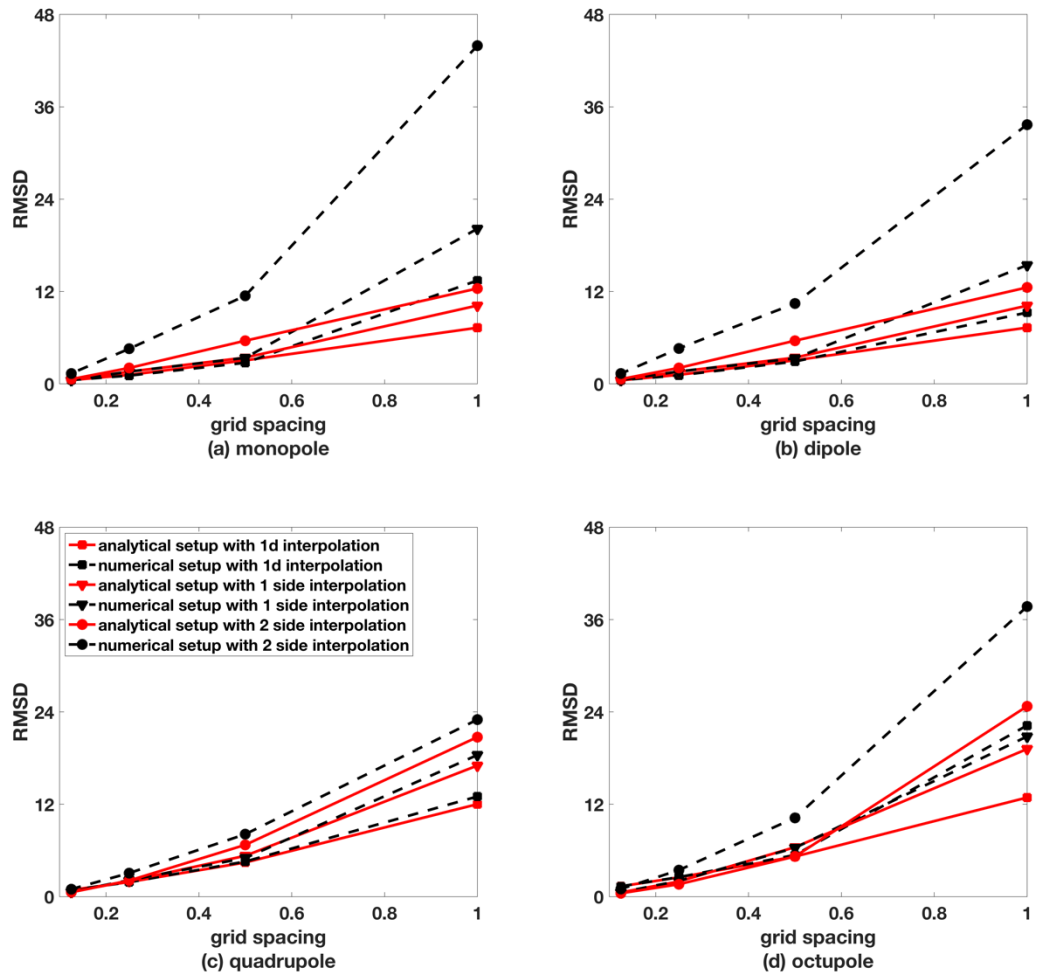 48
36
24
12
0
RMSD
0.2 0.4 0.6 0.8 1
grid spacing
(a) monopole
48
36
24
12
0
RMSD
0.2 0.4 0.6 0.8 1
grid spacing
(b) dipole
48
36
24
12
0
RMSD
analytical setup with 1d interpolation
numerical setup with 1d interpolation
analytical setup with 1 side interpolation
numerical setup with 1 side interpolation
analytical setup with 2 side interpolation
numerical setup with 2 side interpolation
0.2 0.4 0.6 0.8 1
grid spacing
(c) quadrupole
48
36
24
12
0
RMSD
0.2 0.4 0.6 0.8 1
grid spacing
(d) octupole